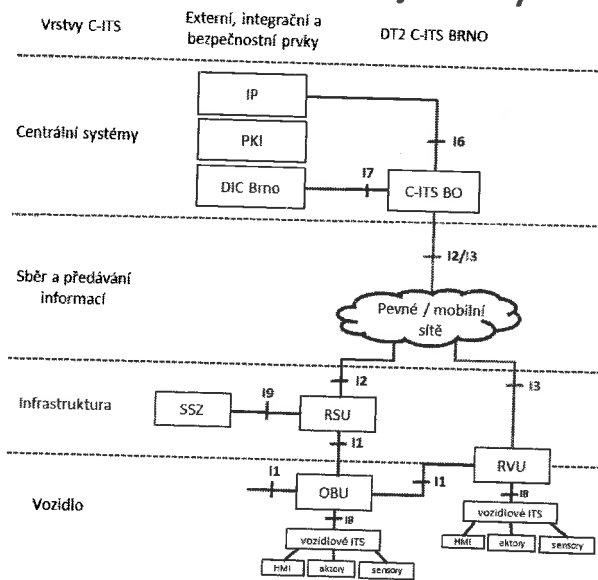 Vrstvy C-ITS
Externí, integrační a
bezpečnostní prvky
DT2 C-ITS BRNO
IP
Centrální systémy
PKI
I6
I7
DIC Brno
C-ITS BO
I2/I3
Sběr a předávání
informací
Pevné / mobilní
sítě
I2
I3
Infrastruktura
SSZ
I9
RSU
I1
RVU
I1
I1
OBU
I8
Vozidlo
I8
vozidlové ITS
vozidlové ITS
HMI
aktory
sensory
HMI
aktory
sensory